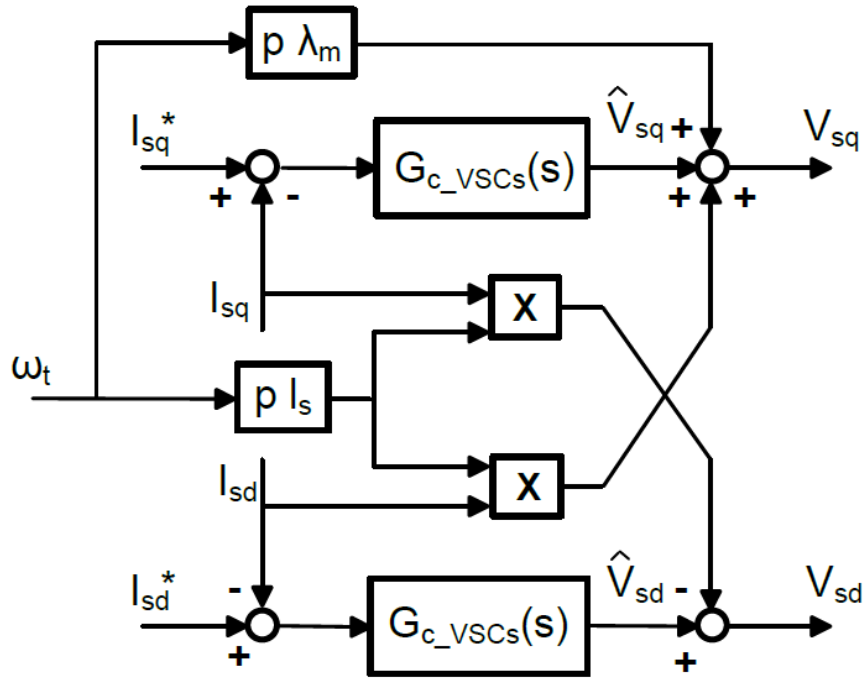 p λm
Isq*
V̂sq
+
Vsq
Gc_VSCs(s)
+
-
+
+
Isq
X
ωt
p ls
Isd
X
Isd*
-
V̂sd
-
Vsd
Gc_VSCs(s)
+
+